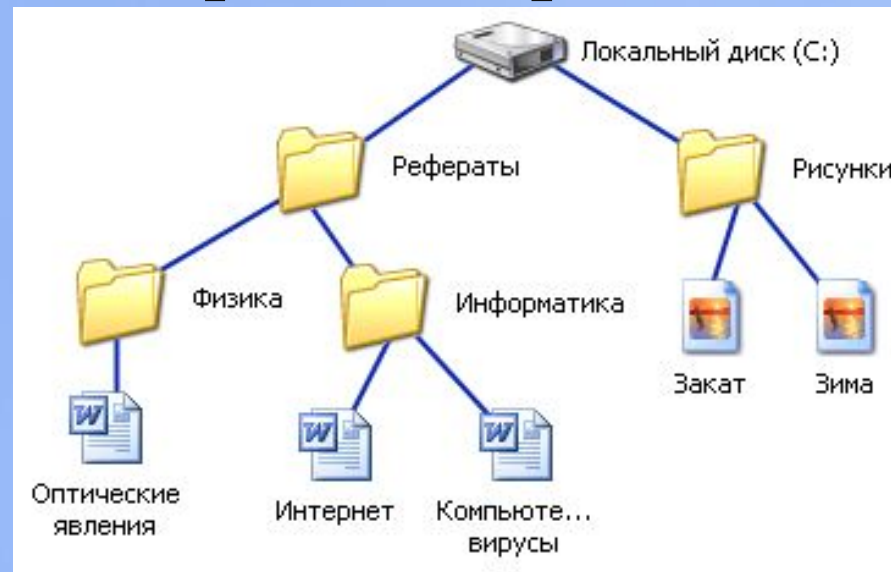 Локальный диск (C:)
Рефераты
Рисунки
Физика
Информатика
Закат
Зима
Оптические
явления
Интернет
Компьюте...
вирусы